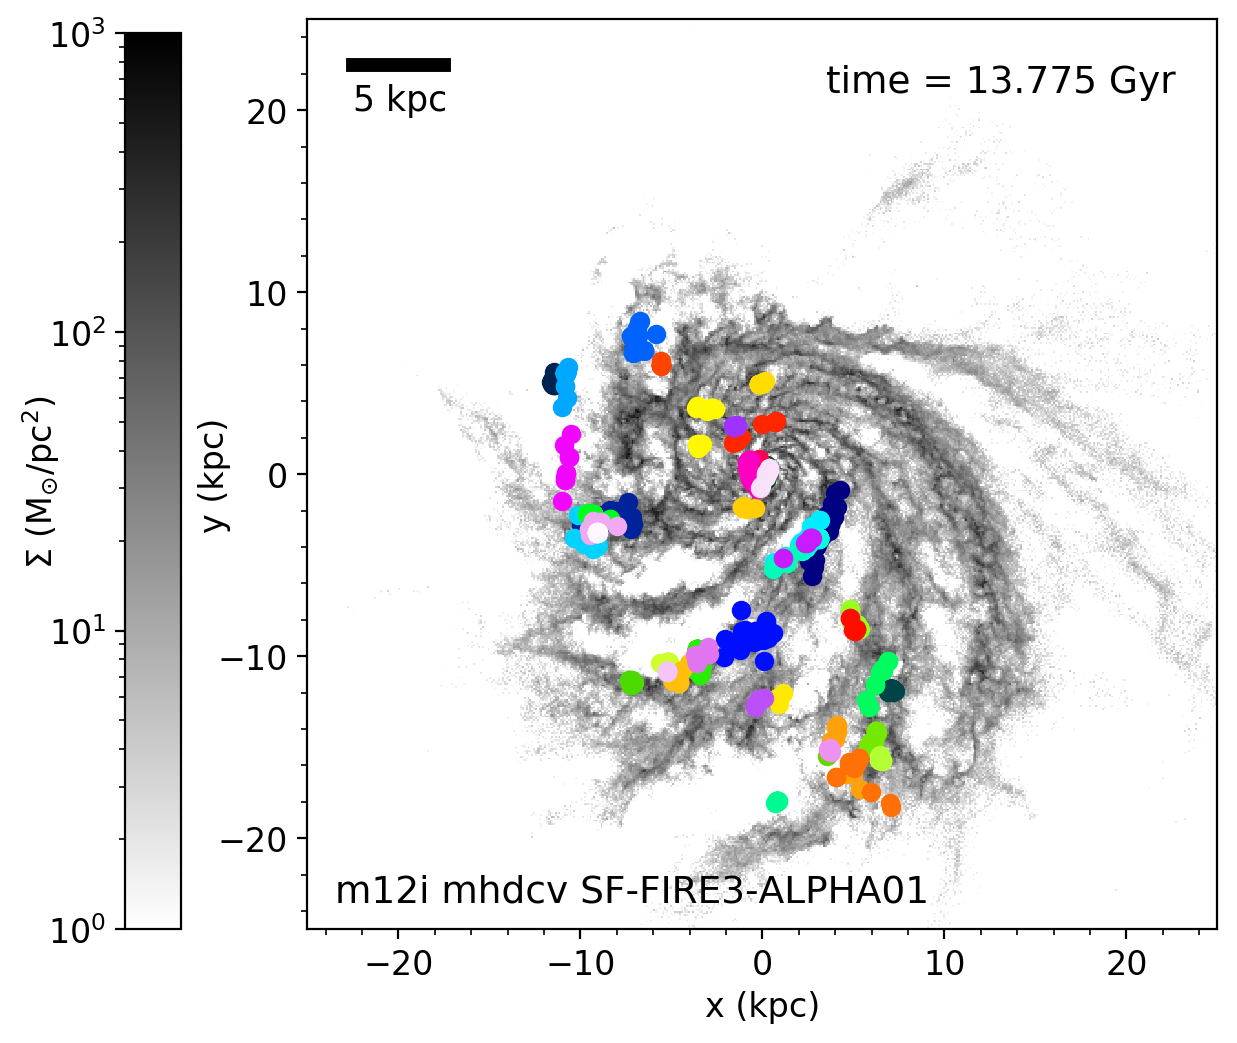 10³
10²
10¹
10⁰
Σ (M☉/pc²)
20
10
0
−10
−20
y (kpc)
5 kpc
time = 13.775 Gyr
m12i mhdcv SF-FIRE3-ALPHA01
−20
−10
0
10
20
x (kpc)